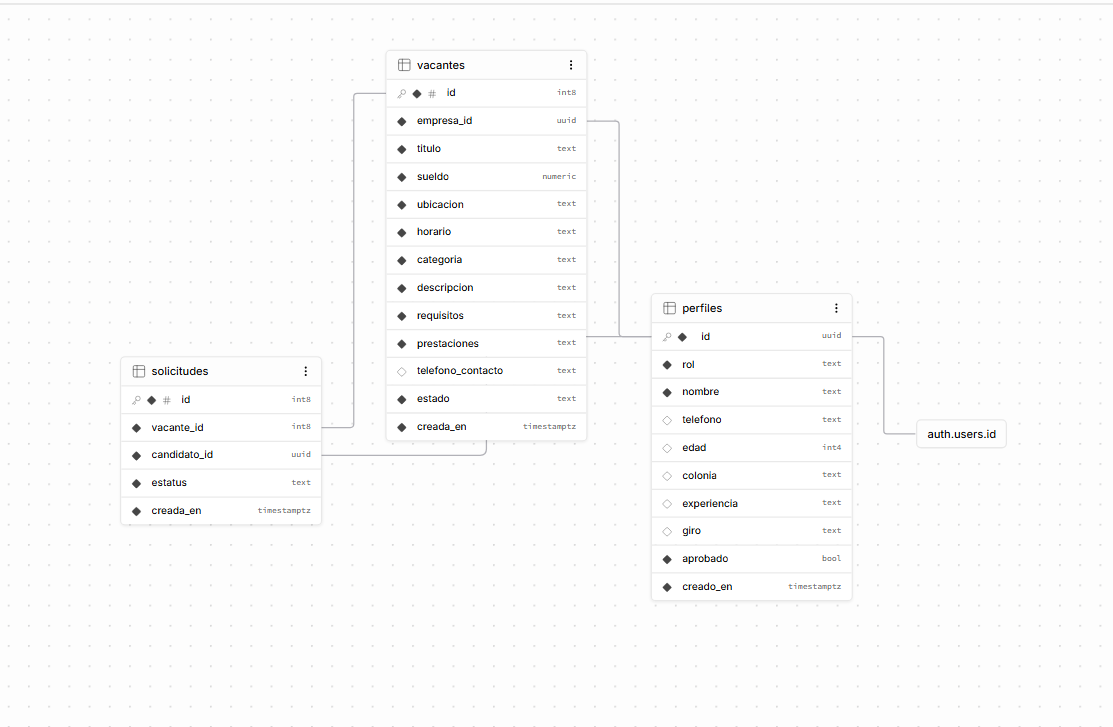 vacantes
# id int8
empresa_id uuid
titulo text
sueldo numeric
ubicacion text
horario text
categoria text
descripcion text
requisitos text
prestaciones text
telefono_contacto text
estado text
creada_en timestamptz
solicitudes
# id int8
vacante_id int8
candidato_id uuid
estatus text
creada_en timestamptz
perfiles
id uuid
rol text
nombre text
telefono text
edad int4
colonia text
experiencia text
giro text
aprobado bool
creado_en timestamptz
auth.users.id